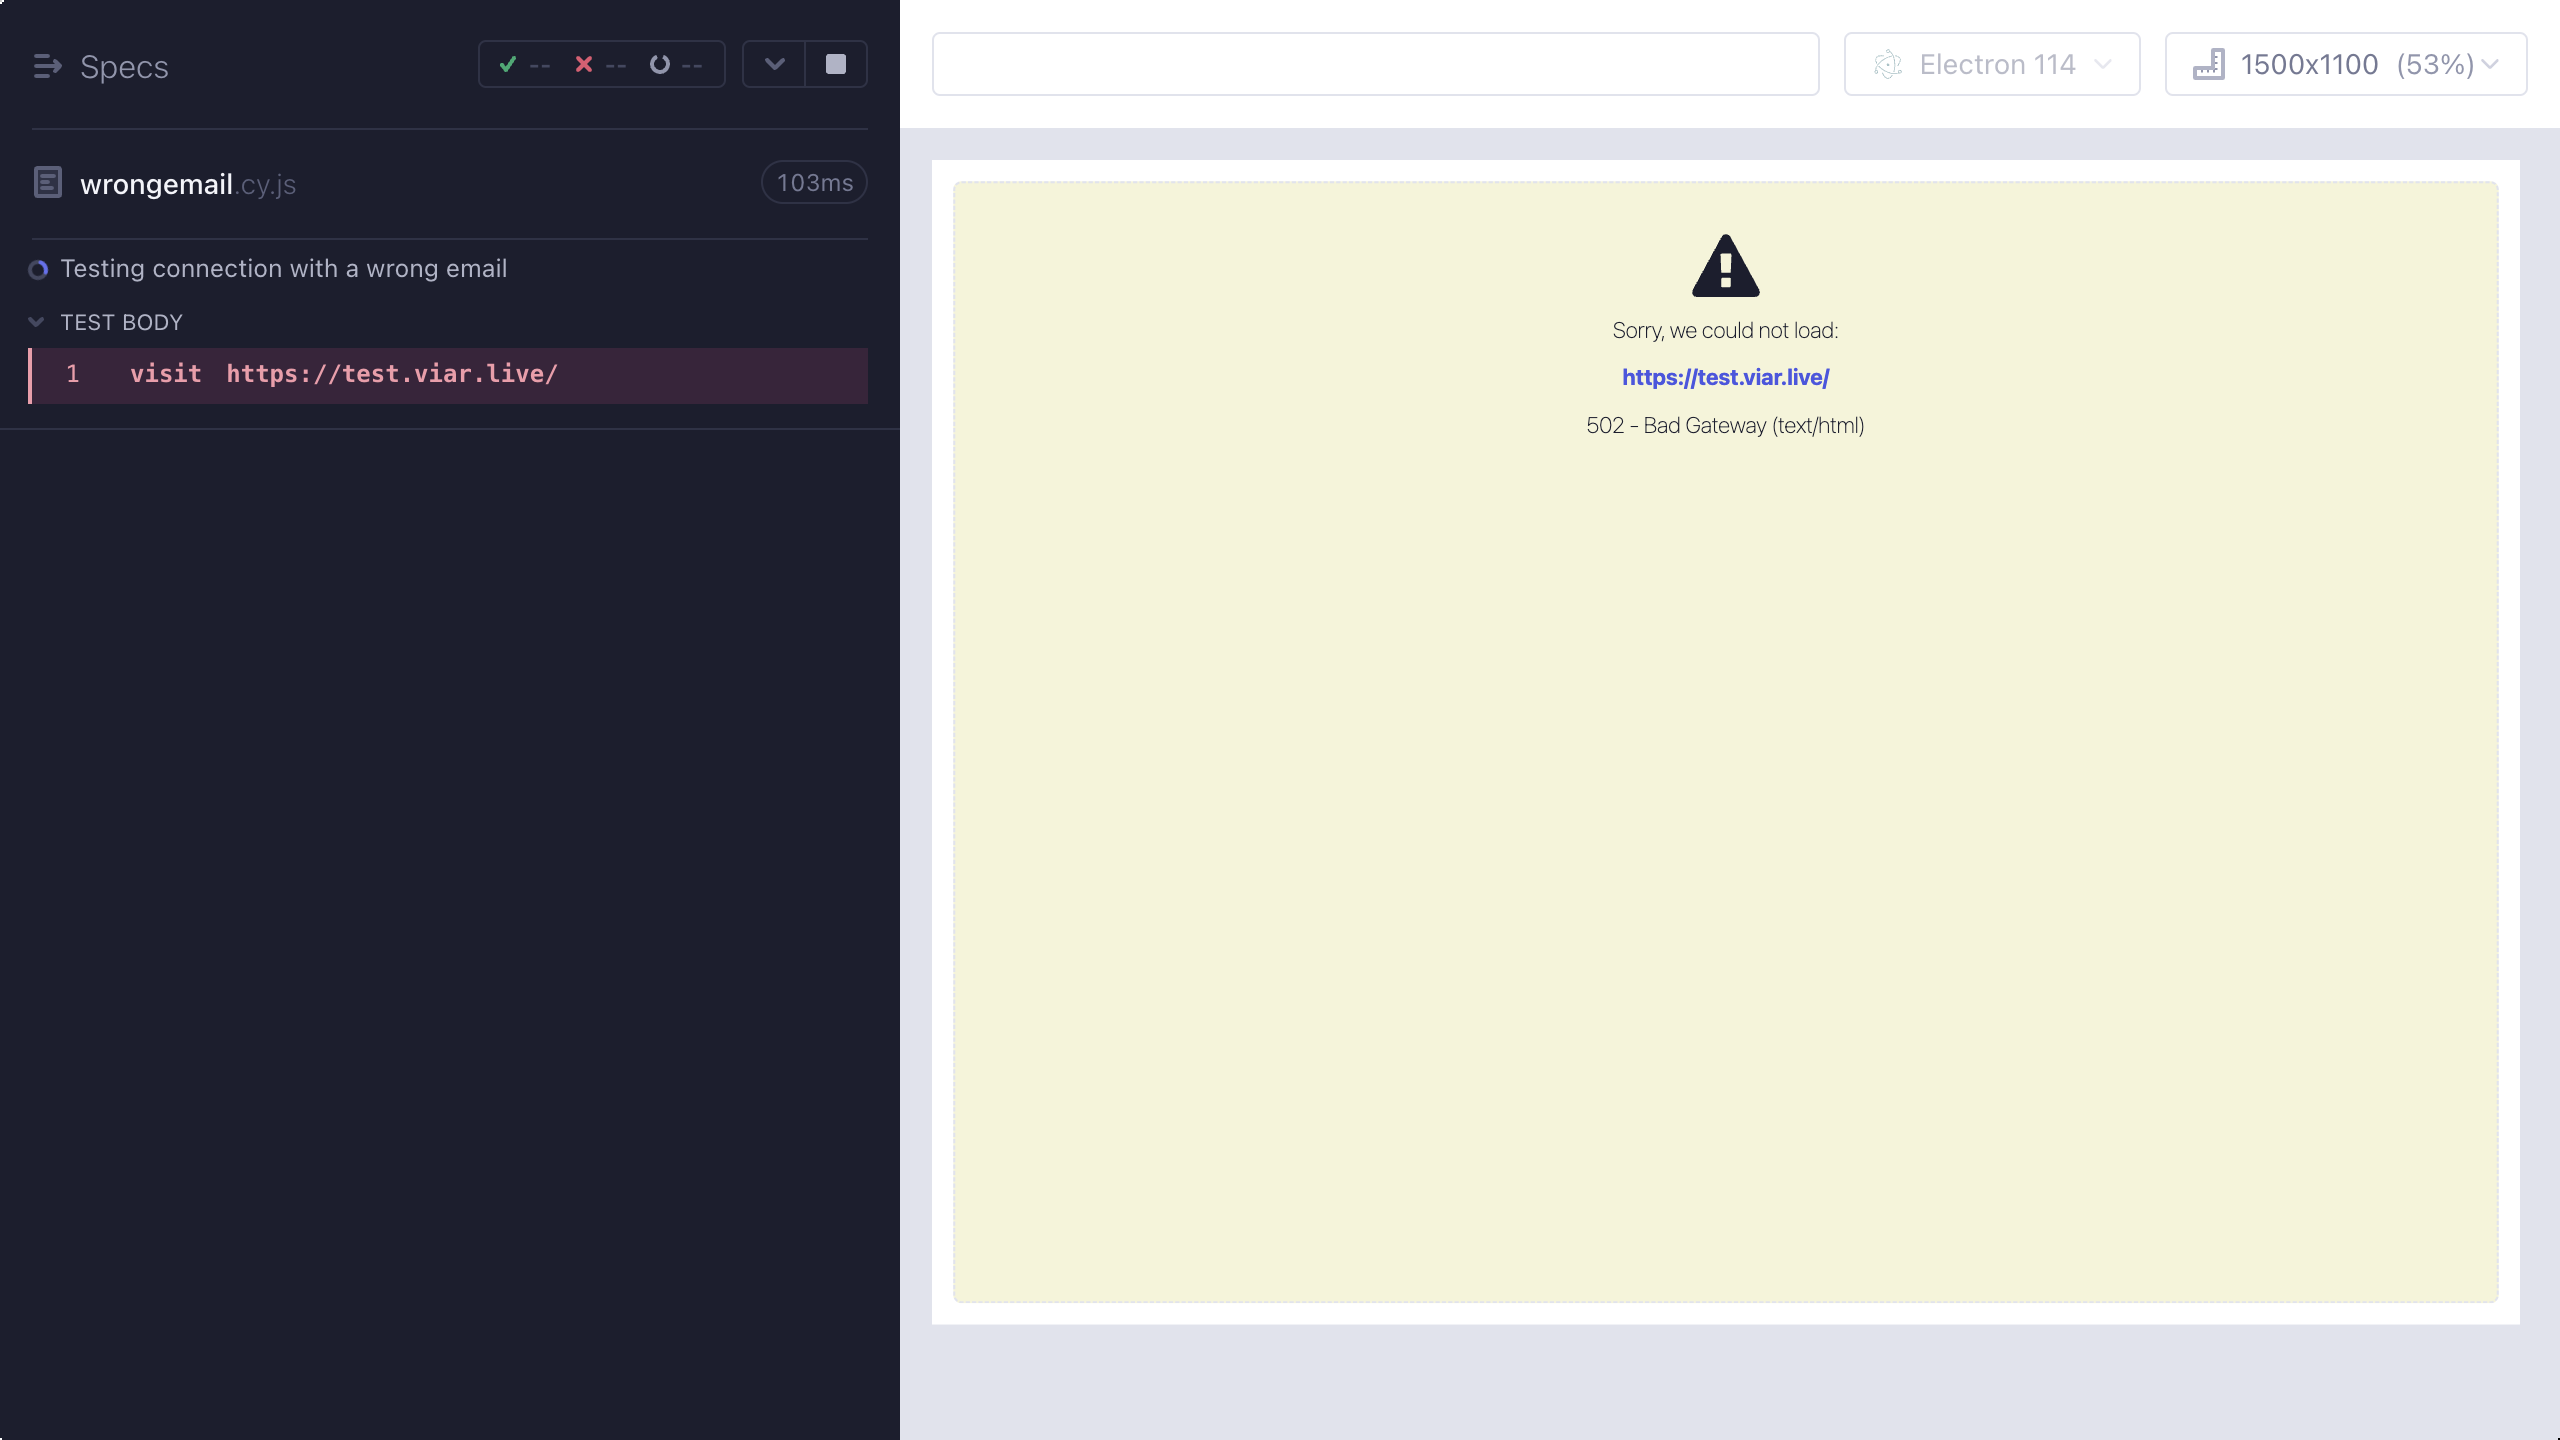 Specs
--
--
--
Electron 114
1500x1100 (53%)
wrongemail.cy.js
103ms
Testing connection with a wrong email
TEST BODY
1 visit https://test.viar.live/
Sorry, we could not load:
https://test.viar.live/
502 - Bad Gateway (text/html)